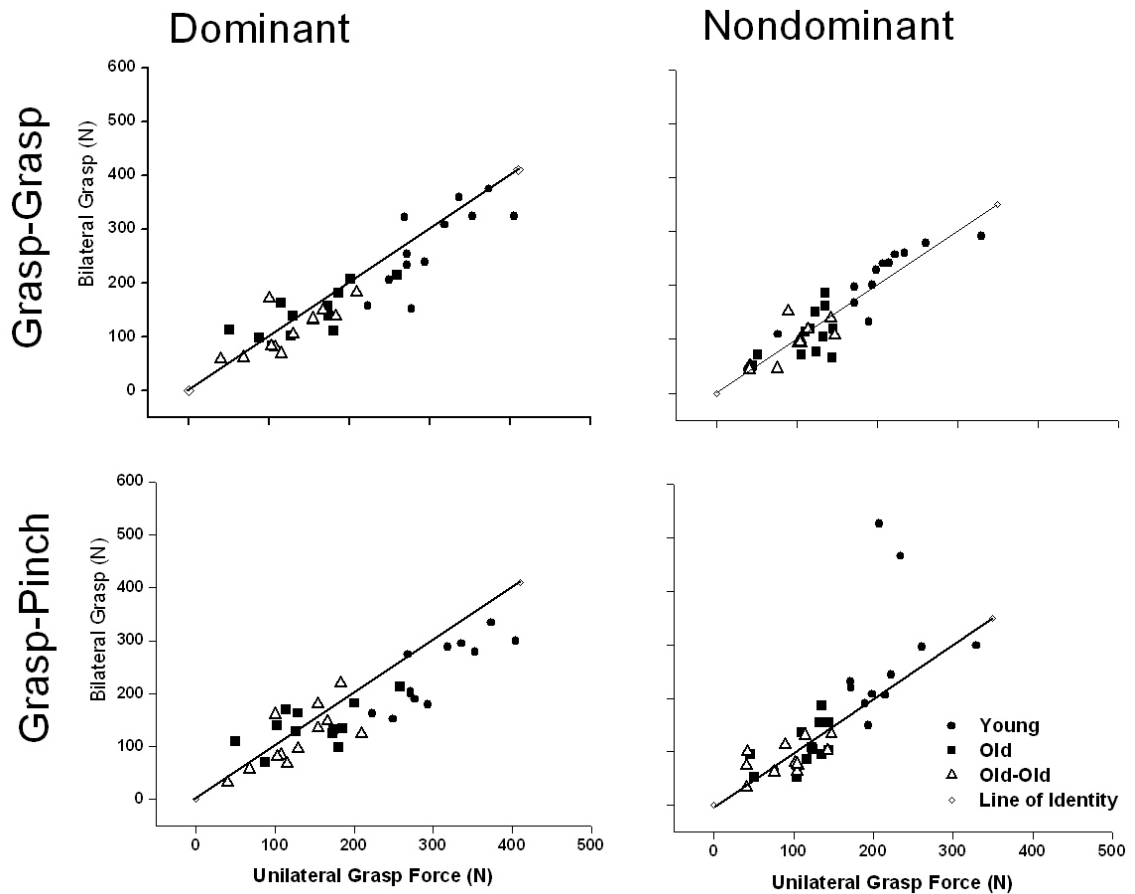 Dominant
Nondominant
Grasp-Grasp
Bilateral Grasp (N)
600
500
400
300
200
100
0
Grasp-Pinch
Bilateral Grasp (N)
600
500
400
300
200
100
0
Young
Old
Old-Old
Line of Identity
0 100 200 300 400 500
0 100 200 300 400 500
Unilateral Grasp Force (N)
Unilateral Grasp Force (N)